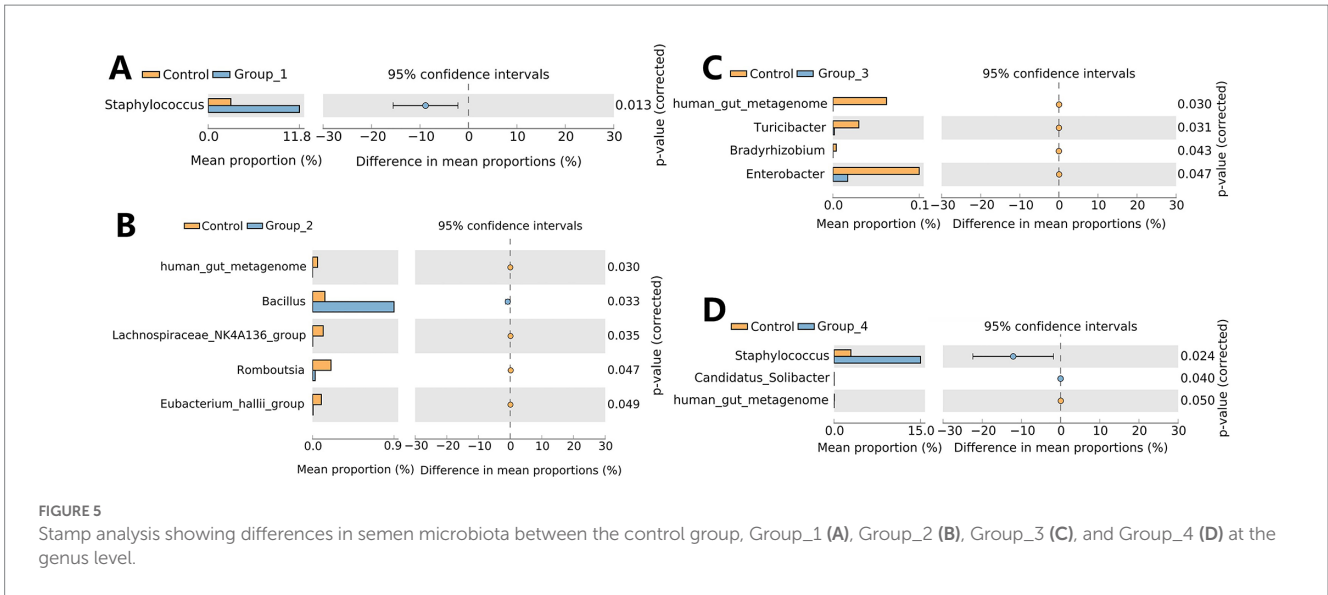 A
Control Group_1
95% confidence intervals
Staphylococcus
0.013
0.0 11.8 −30 −20 −10 0 10 20 30
Mean proportion (%) Difference in mean proportions (%)
p-value (corrected)
B
Control Group_2
95% confidence intervals
human_gut_metagenome 0.030
Bacillus 0.033
Lachnospiraceae_NK4A136_group 0.035
Romboutsia 0.047
Eubacterium_hallii_group 0.049
0.0 0.9 −30 −20 −10 0 10 20 30
Mean proportion (%) Difference in mean proportions (%)
p-value (corrected)
C
Control Group_3
95% confidence intervals
human_gut_metagenome 0.030
Turicibacter 0.031
Bradyrhizobium 0.043
Enterobacter 0.047
0.0 0.1 −30 −20 −10 0 10 20 30
Mean proportion (%) Difference in mean proportions (%)
p-value (corrected)
D
Control Group_4
95% confidence intervals
Staphylococcus 0.024
Candidatus_Solibacter 0.040
human_gut_metagenome 0.050
0.0 15.0 −30 −20 −10 0 10 20 30
Mean proportion (%) Difference in mean proportions (%)
p-value (corrected)
FIGURE 5
Stamp analysis showing differences in semen microbiota between the control group, Group_1 (A), Group_2 (B), Group_3 (C), and Group_4 (D) at the
genus level.